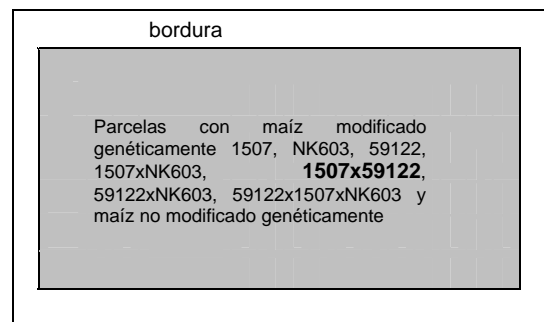 bordura
Parcelas con maíz modificado
genéticamente 1507, NK603, 59122,
1507xNK603, 1507x59122,
59122xNK603, 59122x1507xNK603 y
maíz no modificado genéticamente